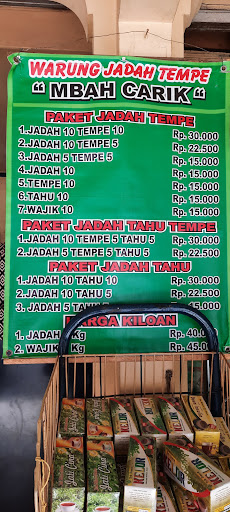 WARUNG JADAH TEMPE
"MBAH CARIK"
PAKET JADAH TEMPE
1.JADAH 10 TEMPE 10 Rp. 30.000
2.JADAH 10 TEMPE 5 Rp. 22.500
3.JADAH 5 TEMPE 5 Rp. 15.000
4.JADAH 10 Rp. 15.000
5.TEMPE 10 Rp. 15.000
6.TAHU 10 Rp. 15.000
7.WAJIK 10 Rp. 15.000
PAKET JADAH TAHU TEMPE
1.JADAH 10 TEMPE 5 TAHU 5 Rp. 30.000
2.JADAH 5 TEMPE 5 TAHU 5 Rp. 22.500
PAKET JADAH TAHU
1. JADAH 10 TAHU 10 Rp. 30.000
2. JADAH 10 TAHU 5 Rp. 22.500
3. JADAH 5 TAHU 5 Rp. 15.000
HARGA KILOAN
1. JADAH Kg Rp. 40.0
2. WAJIK Kg Rp. 45.0